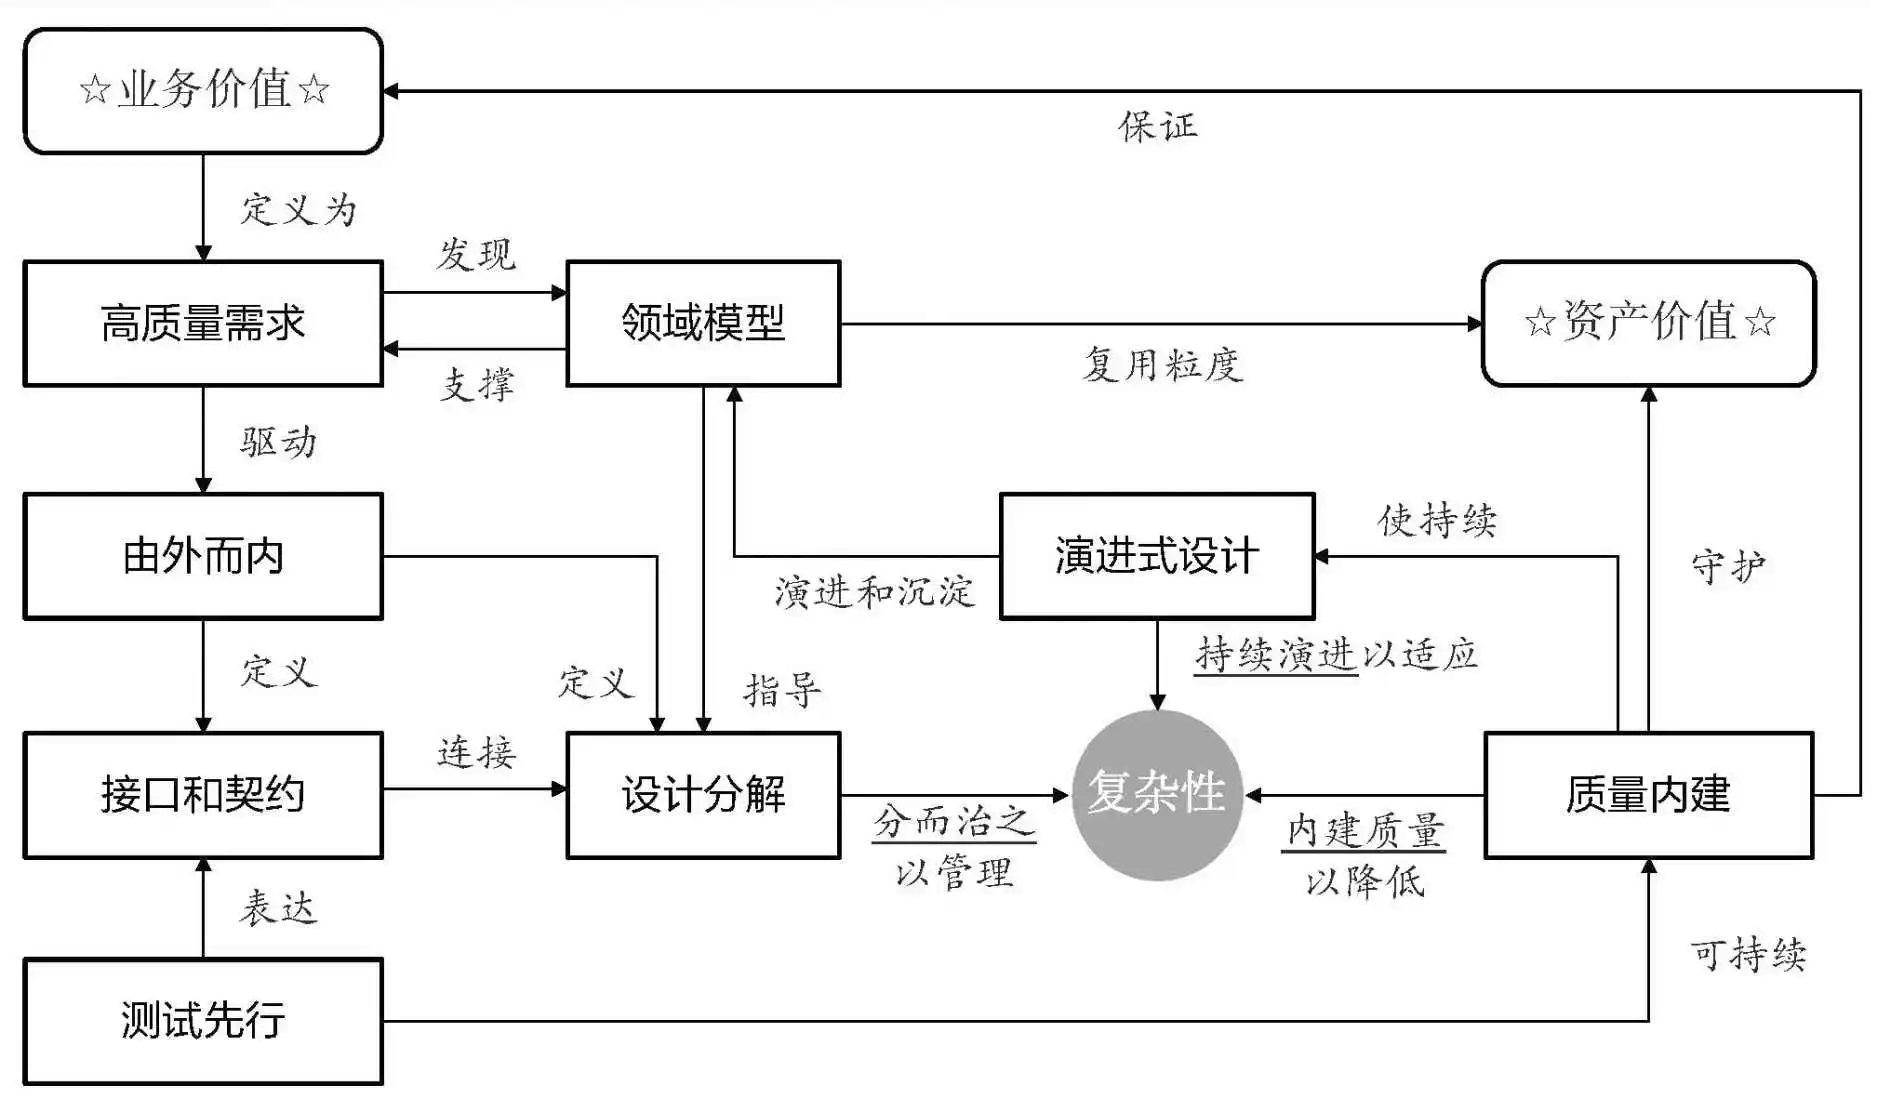 ☆业务价值☆
保证
定义为
发现
高质量需求
领域模型
☆资产价值☆
支撑
复用粒度
驱动
使持续
由外而内
演进式设计
守护
演进和沉淀
定义
定义
指导
持续演进以适应
连接
接口和契约
设计分解
复杂性
质量内建
分而治之
以管理
内建质量
以降低
表达
可持续
测试先行